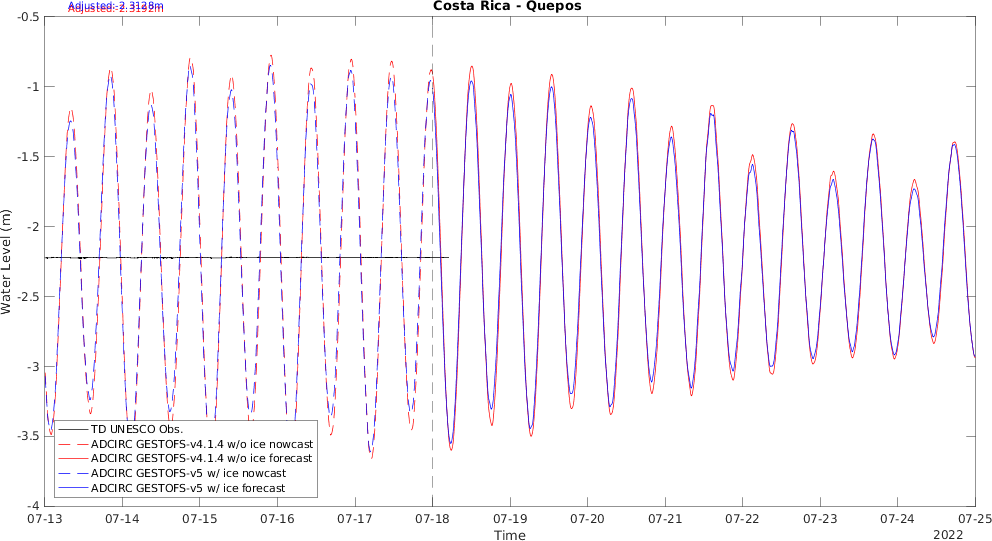 Costa Rica - Quepos
Adjusted:-2.3128m
Adjusted:-2.3192m
-0.5
-1
-1.5
-2
-2.5
-3
-3.5
-4
Water Level (m)
TD UNESCO Obs.
ADCIRC GESTOFS-v4.1.4 w/o ice nowcast
ADCIRC GESTOFS-v4.1.4 w/o ice forecast
ADCIRC GESTOFS-v5 w/ ice nowcast
ADCIRC GESTOFS-v5 w/ ice forecast
07-13 07-14 07-15 07-16 07-17 07-18 07-19 07-20 07-21 07-22 07-23 07-24 07-25
Time
2022